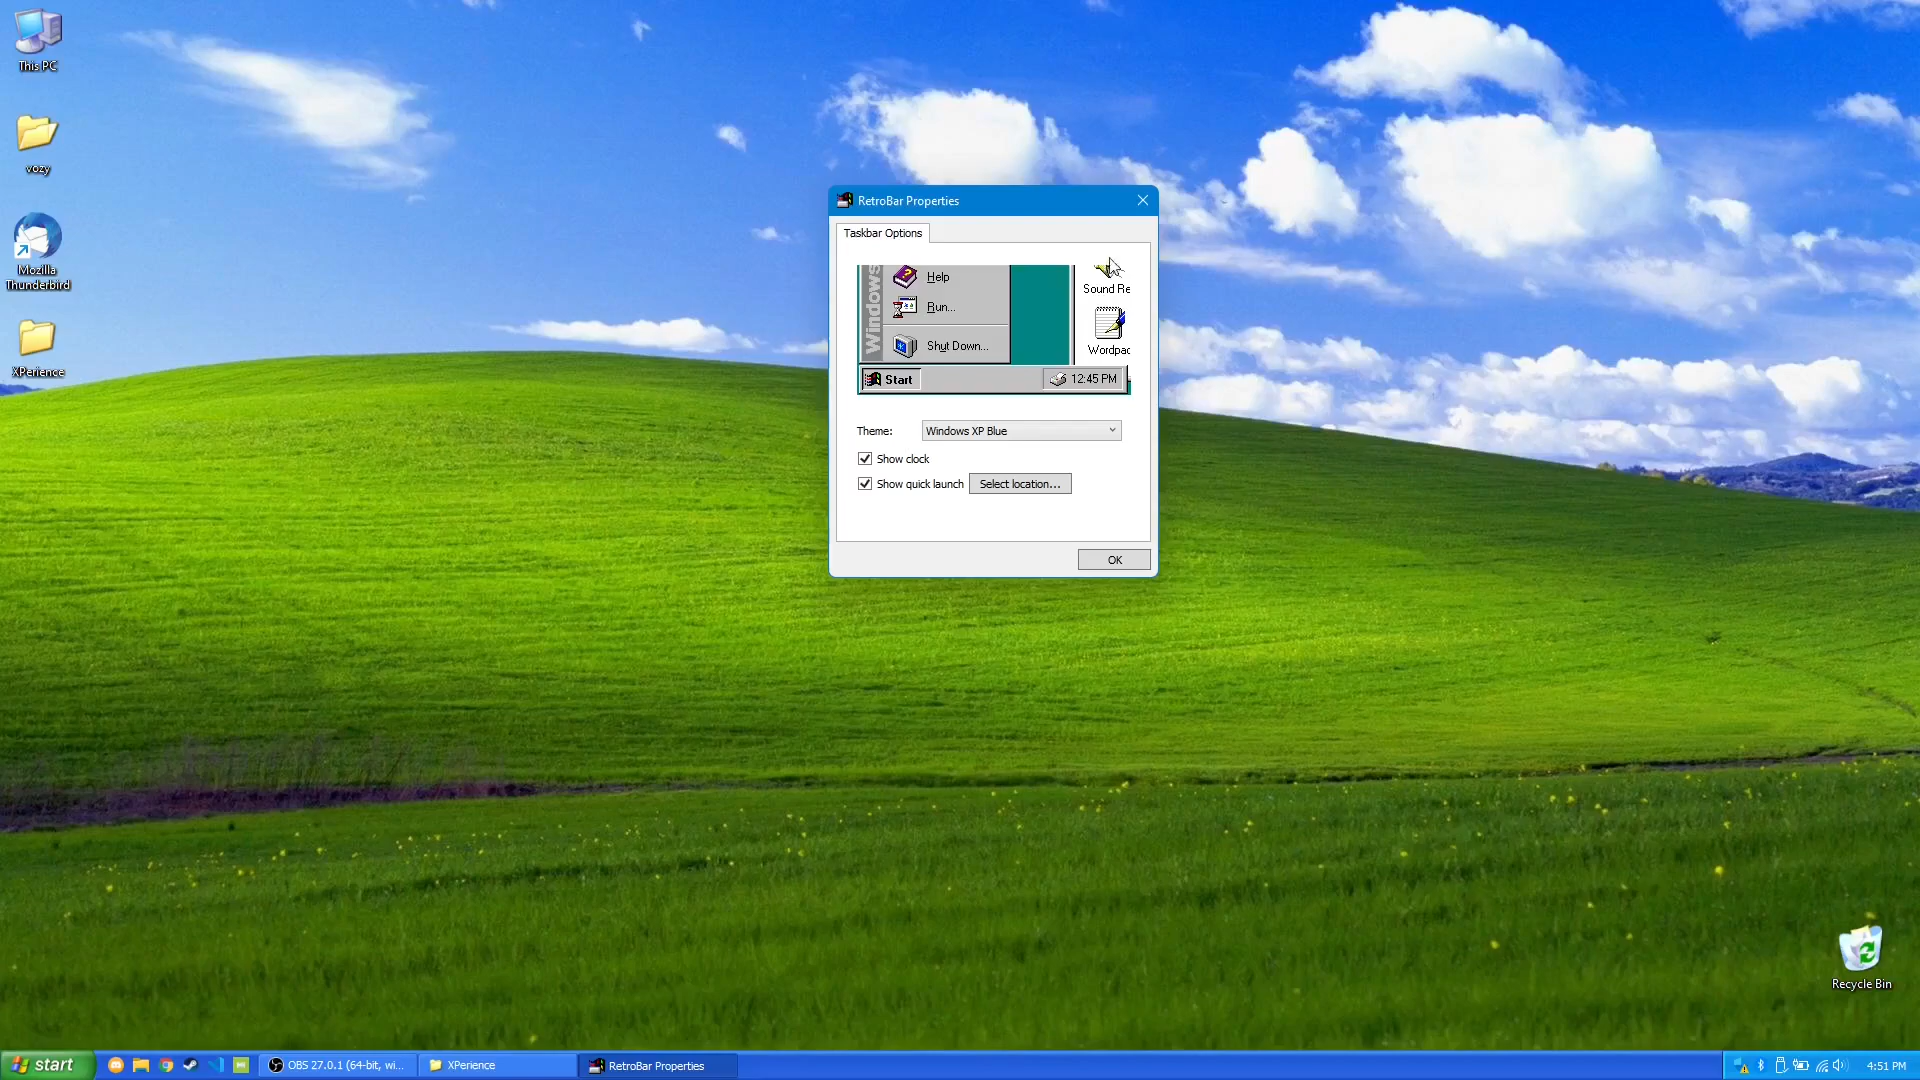 This PC
vozy
Mozilla
Thunderbird
XPerience
RetroBar Properties
Taskbar Options
Windows
Help
Run...
Shut Down...
Sound Re
Wordpac
Start
12:45 PM
Theme:
Windows XP Blue
Show clock
Show quick launch
Select location...
OK
Recycle Bin
start
OBS 27.0.1 (64-bit, wi...
XPerience
RetroBar Properties
4:51 PM